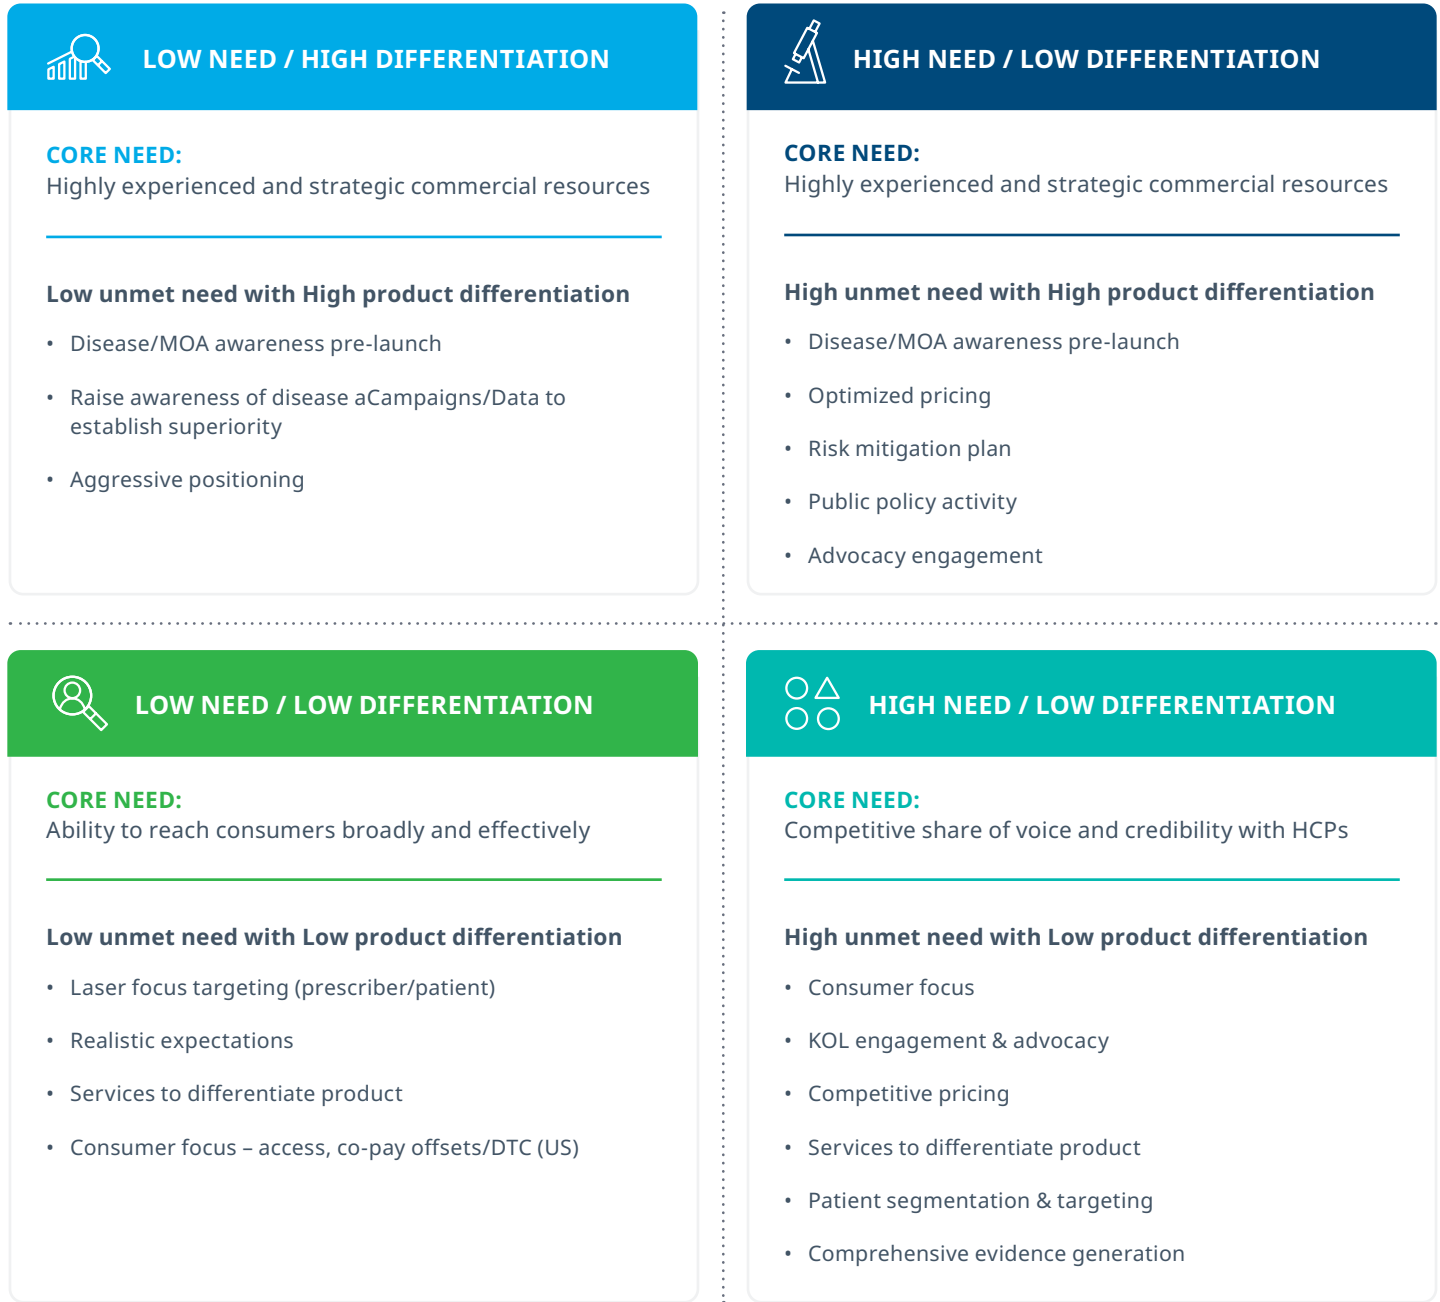 LOW NEED / HIGH DIFFERENTIATION
CORE NEED:
Highly experienced and strategic commercial resources
Low unmet need with High product differentiation
• Disease/MOA awareness pre-launch
• Raise awareness of disease aCampaigns/Data to
establish superiority
• Aggressive positioning
HIGH NEED / LOW DIFFERENTIATION
CORE NEED:
Highly experienced and strategic commercial resources
High unmet need with High product differentiation
• Disease/MOA awareness pre-launch
• Optimized pricing
• Risk mitigation plan
• Public policy activity
• Advocacy engagement
LOW NEED / LOW DIFFERENTIATION
CORE NEED:
Ability to reach consumers broadly and effectively
Low unmet need with Low product differentiation
• Laser focus targeting (prescriber/patient)
• Realistic expectations
• Services to differentiate product
• Consumer focus – access, co-pay offsets/DTC (US)
HIGH NEED / LOW DIFFERENTIATION
CORE NEED:
Competitive share of voice and credibility with HCPs
High unmet need with Low product differentiation
• Consumer focus
• KOL engagement & advocacy
• Competitive pricing
• Services to differentiate product
• Patient segmentation & targeting
• Comprehensive evidence generation